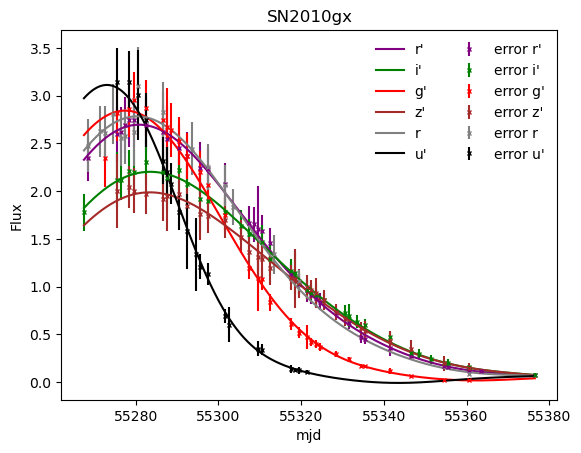 SN2010gx
Flux
3.5
3.0
2.5
2.0
1.5
1.0
0.5
0.0
r' error r'
i' error i'
g' error g'
z' error z'
r error r
u' error u'
55280 55300 55320 55340 55360 55380
mjd